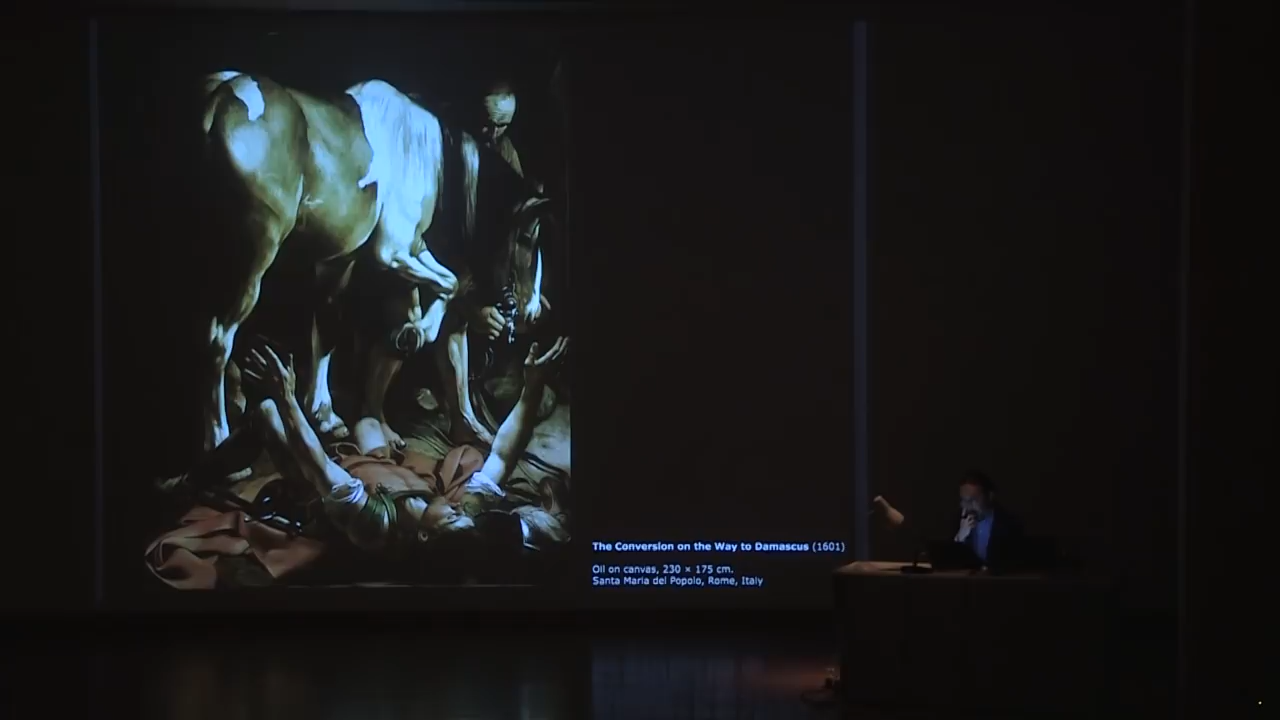 The Conversion on the Way to Damascus (1601)
Oil on canvas, 230 × 175 cm.
Santa Maria del Popolo, Rome, Italy